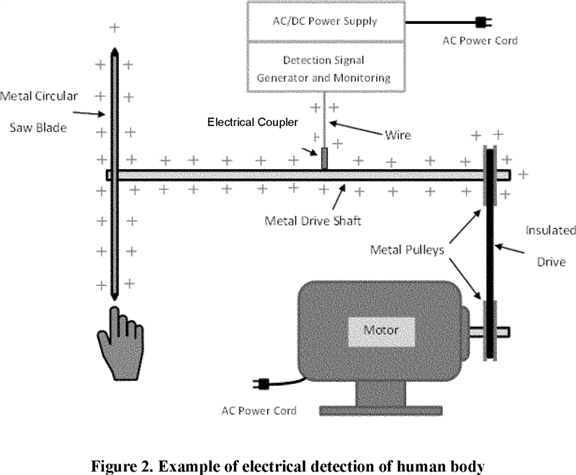 AC/DC Power Supply
AC Power Cord
Detection Signal
Generator and Monitoring
Metal Circular
Saw Blade
Electrical Coupler
Wire
Metal Drive Shaft
Insulated
Metal Pulleys
Drive
Motor
AC Power Cord
Figure 2. Example of electrical detection of human body